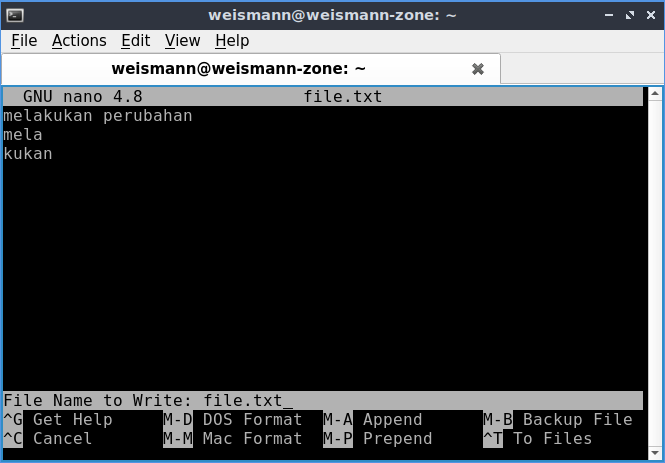 weismann@weismann-zone: ~
File Actions Edit View Help
weismann@weismann-zone: ~
GNU nano 4.8 file.txt
melakukan perubahan
mela
kukan
File Name to Write: file.txt_
^G Get Help M-D DOS Format M-A Append M-B Backup File
^C Cancel M-M Mac Format M-P Prepend ^T To Files